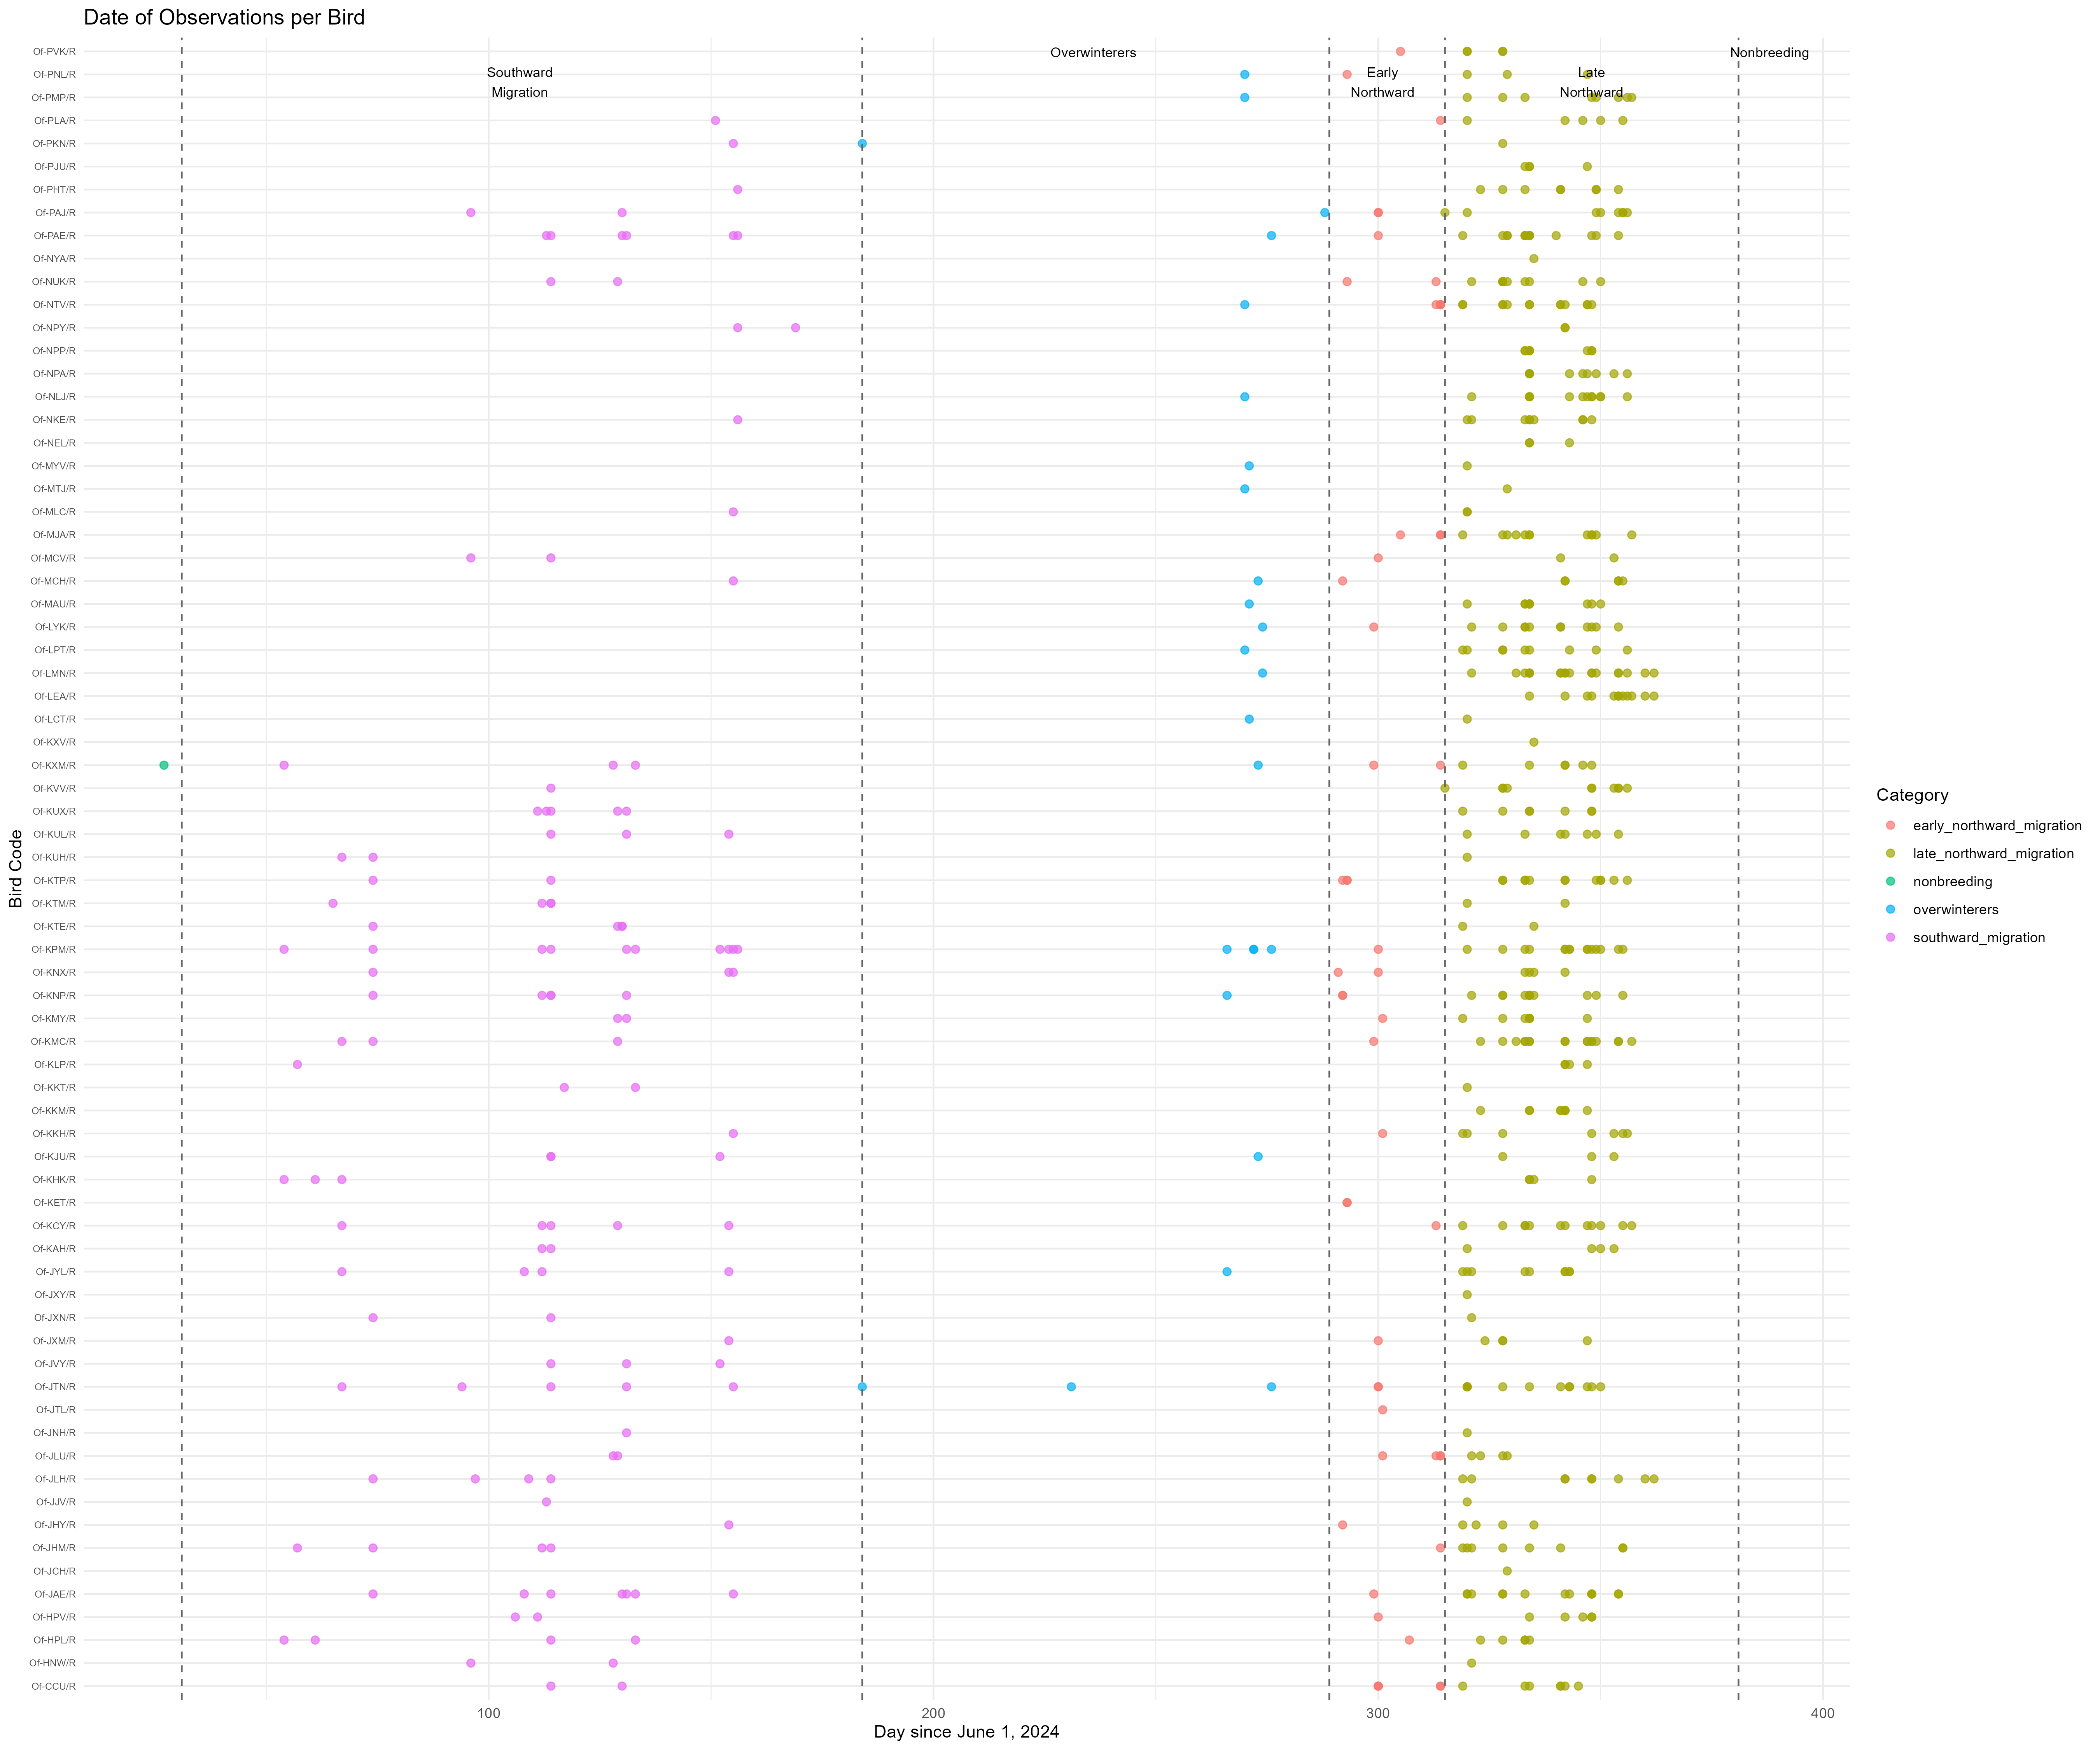 Date of Observations per Bird
Overwinterers
Nonbreeding
Southward
Migration
Early
Northward
Late
Northward
Bird Code
Of-PVK/R
Of-PNL/R
Of-PMP/R
Of-PLA/R
Of-PKN/R
Of-PJU/R
Of-PHT/R
Of-PAJ/R
Of-PAE/R
Of-NYA/R
Of-NUK/R
Of-NTV/R
Of-NPY/R
Of-NPP/R
Of-NPA/R
Of-NLJ/R
Of-NKE/R
Of-NEL/R
Of-MYV/R
Of-MTJ/R
Of-MLC/R
Of-MJA/R
Of-MCV/R
Of-MCH/R
Of-MAU/R
Of-LYK/R
Of-LPT/R
Of-LMN/R
Of-LEA/R
Of-LCT/R
Of-KXV/R
Of-KXM/R
Of-KVV/R
Of-KUX/R
Of-KUL/R
Of-KUH/R
Of-KTP/R
Of-KTM/R
Of-KTE/R
Of-KPM/R
Of-KNX/R
Of-KNP/R
Of-KMY/R
Of-KMC/R
Of-KLP/R
Of-KKT/R
Of-KKM/R
Of-KKH/R
Of-KJU/R
Of-KHK/R
Of-KET/R
Of-KCY/R
Of-KAH/R
Of-JYL/R
Of-JXY/R
Of-JXN/R
Of-JXM/R
Of-JVY/R
Of-JTN/R
Of-JTL/R
Of-JNH/R
Of-JLU/R
Of-JLH/R
Of-JJV/R
Of-JHY/R
Of-JHM/R
Of-JCH/R
Of-JAE/R
Of-HPV/R
Of-HPL/R
Of-HNW/R
Of-CCU/R
100 200 300 400
Day since June 1, 2024
Category
early_northward_migration
late_northward_migration
nonbreeding
overwinterers
southward_migration